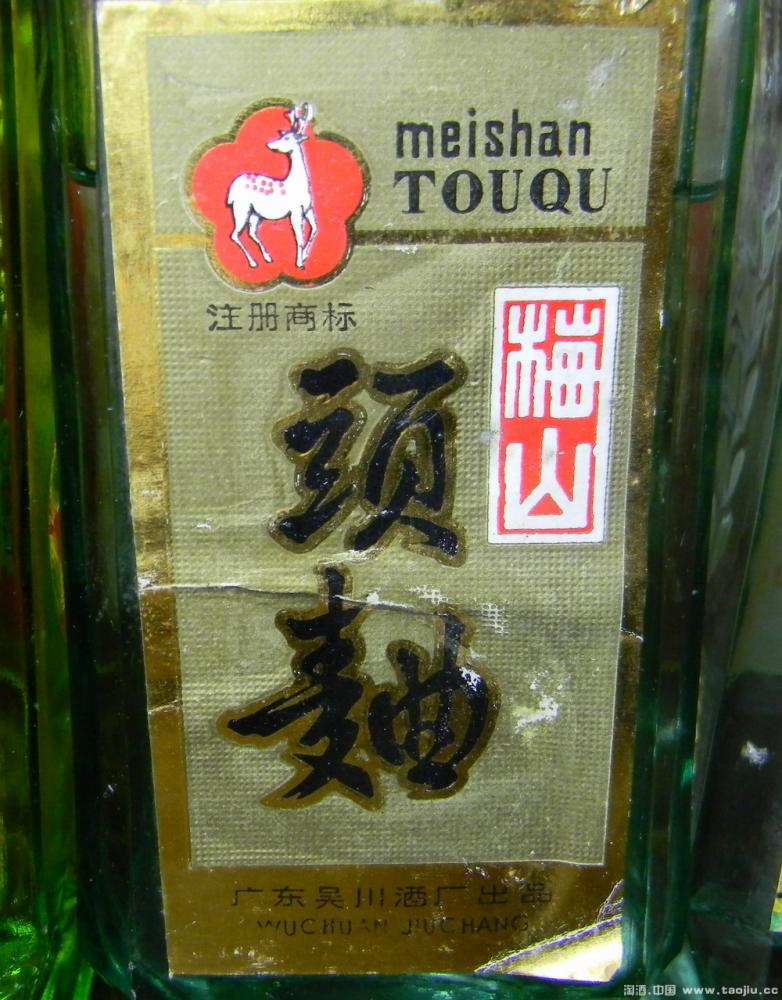 meishan
TOUQU
注册商标
梅山
頭麯
广东吴川酒厂出品
WUCHUAN JIUCHANG
淘酒.中国 www.taojiu.cc